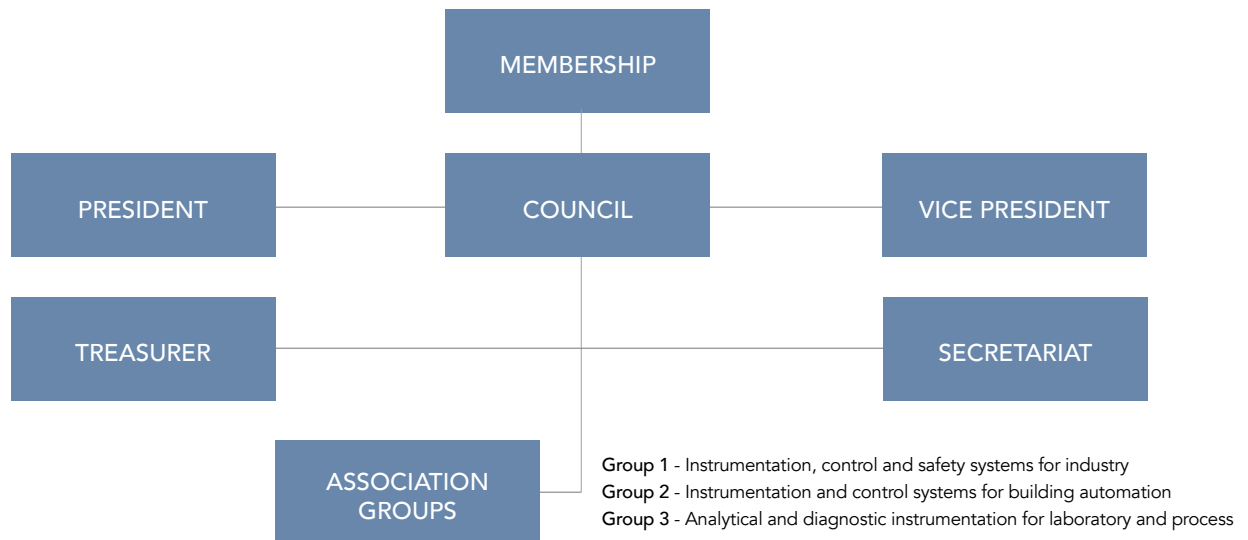 MEMBERSHIP
PRESIDENT
COUNCIL
VICE PRESIDENT
TREASURER
SECRETARIAT
ASSOCIATION
GROUPS
Group 1 - Instrumentation, control and safety systems for industry
Group 2 - Instrumentation and control systems for building automation
Group 3 - Analytical and diagnostic instrumentation for laboratory and process